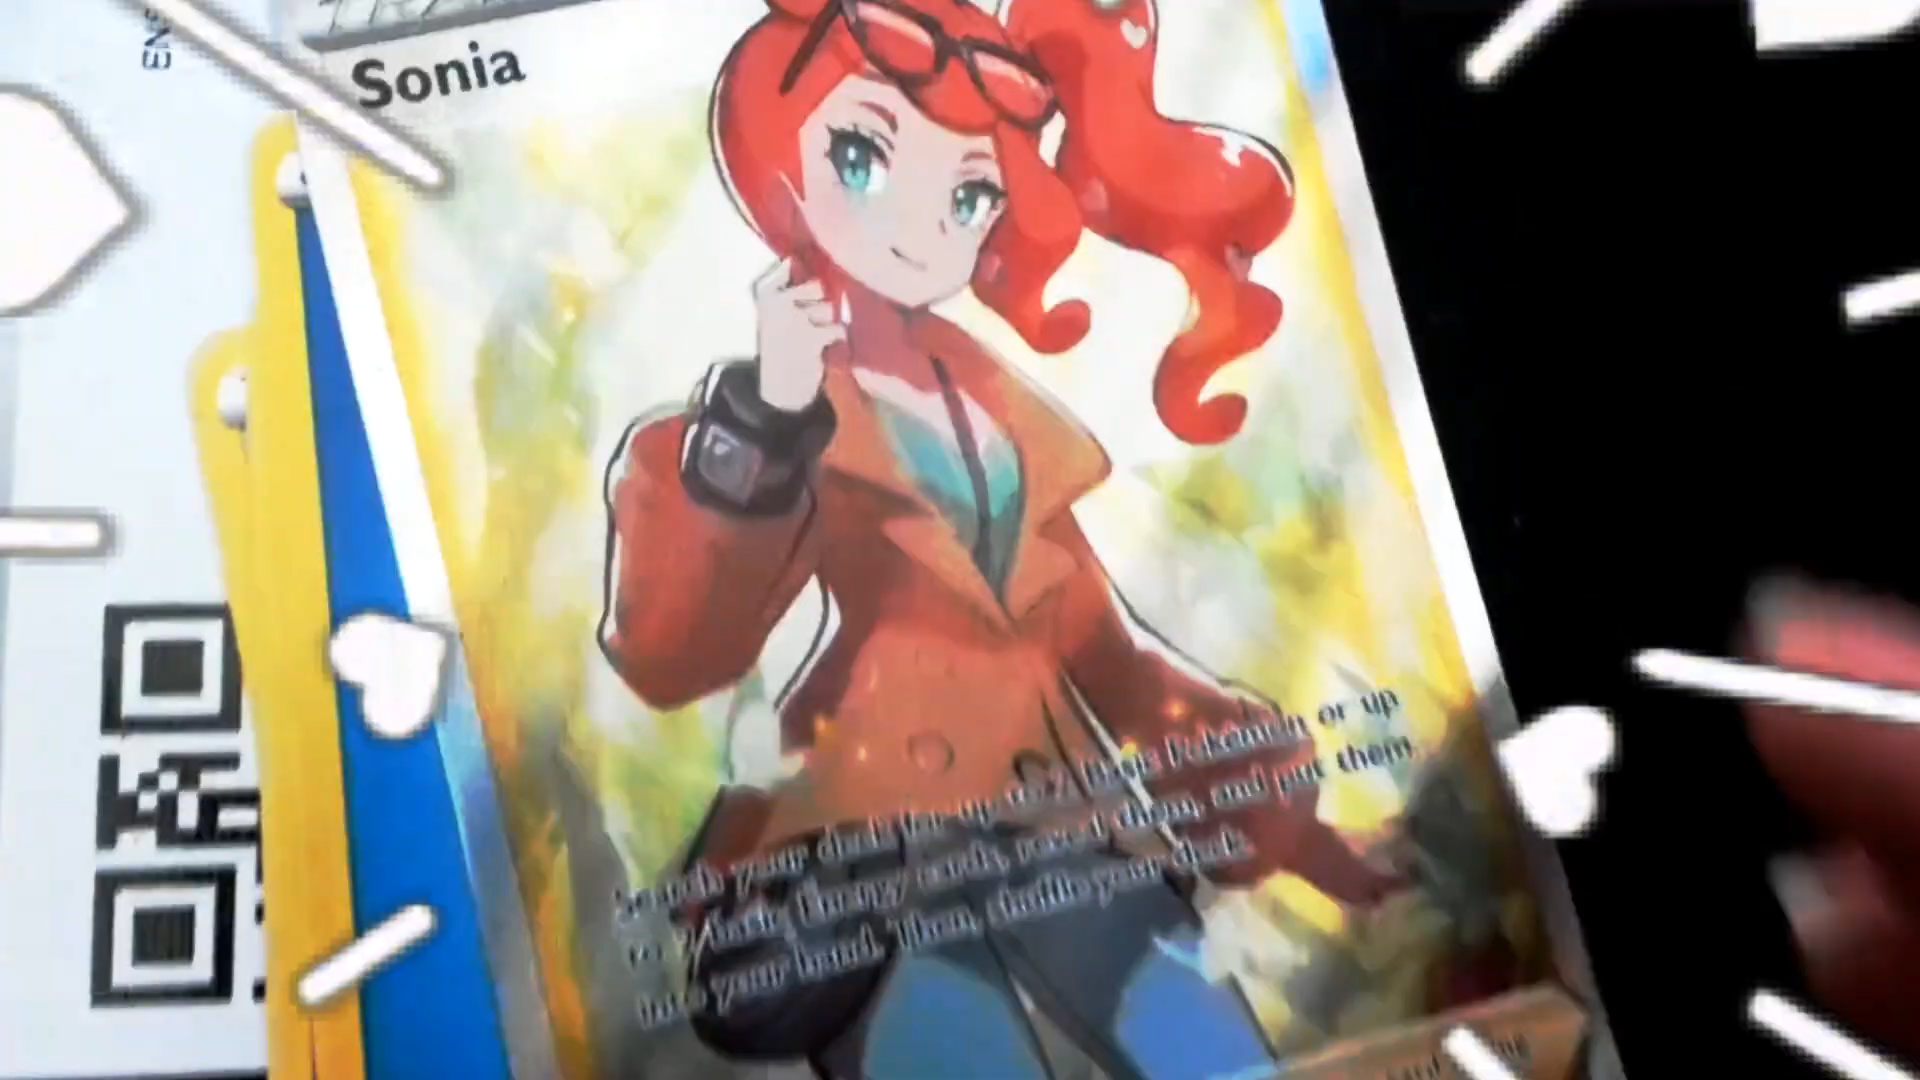 Sonia
Search your deck for up to 2 Basic Pokémon or up
to 2 basic Energy cards, reveal them, and put them
into your hand. Then, shuffle your deck.